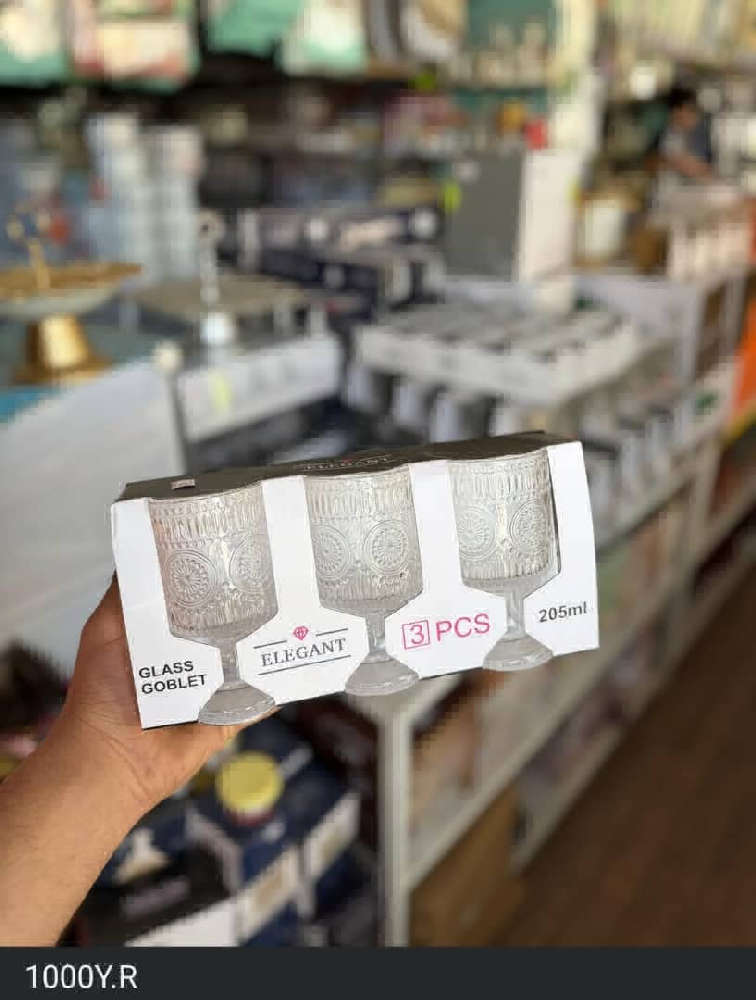 ELEGANT
GLASS
GOBLET
ELEGANT
3 PCS
205ml
1000Y.R